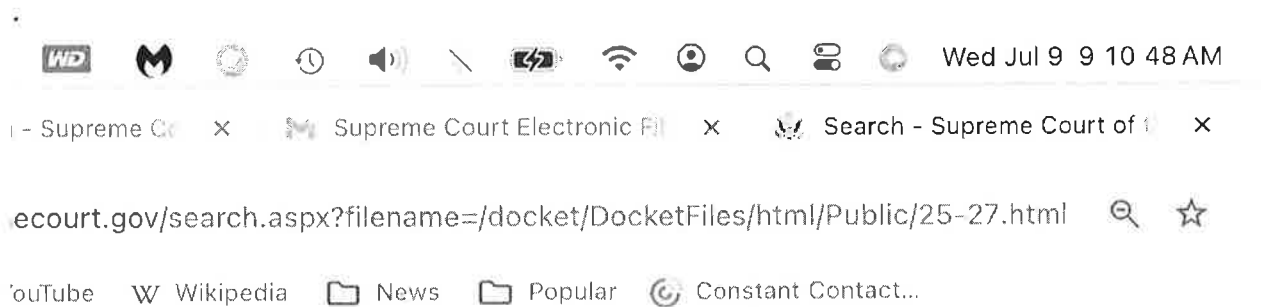 WD Wed Jul 9 9 10 48 AM
- Supreme C × Supreme Court Electronic Fil × Search - Supreme Court of t ×
ecourt.gov/search.aspx?filename=/docket/DocketFiles/html/Public/25-27.html
ouTube W Wikipedia News Popular Constant Contact...